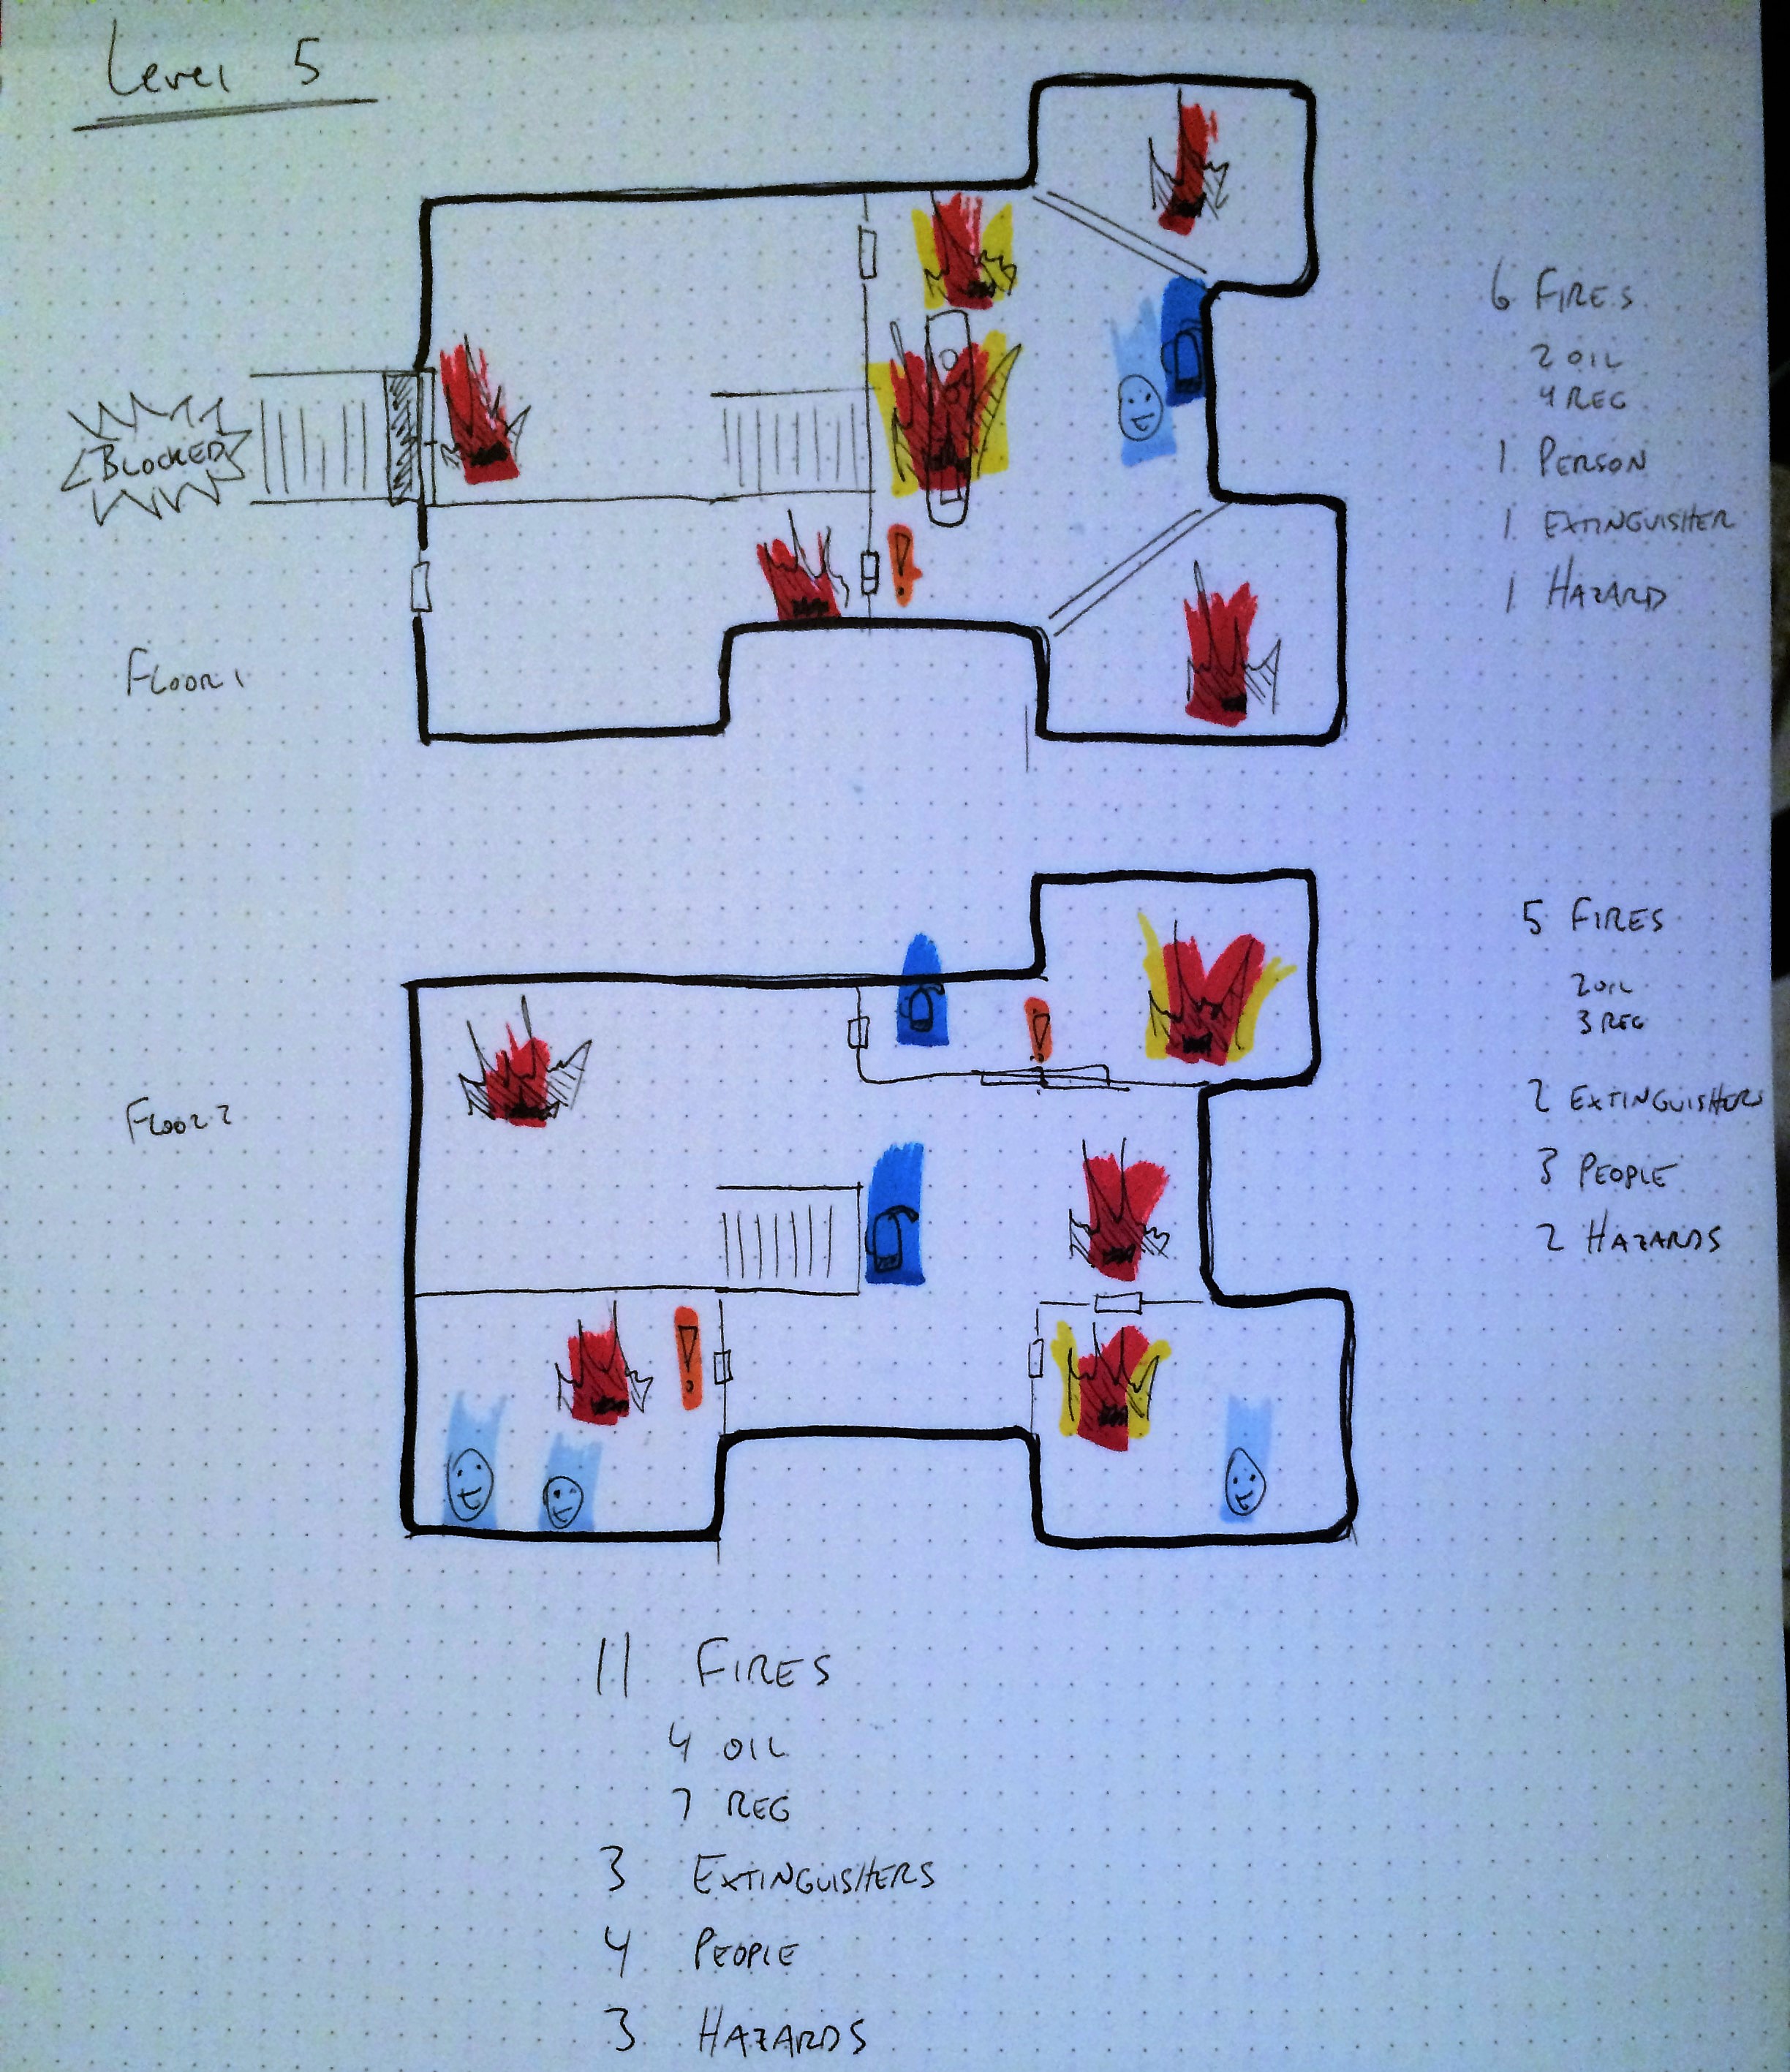 Level 5
6 FIRES
2 OIL
4 REG
BLOCKED
1 PERSON
1 EXTINGUISHER
!
1 HAZARD
FLOOR 1
5 FIRES
2 OIL
3 REG
!
FLOOR 2
2 EXTINGUISHERS
3 PEOPLE
2 HAZARDS
!
11 FIRES
4 OIL
7 REG
3 EXTINGUISHERS
4 PEOPLE
3 HAZARDS